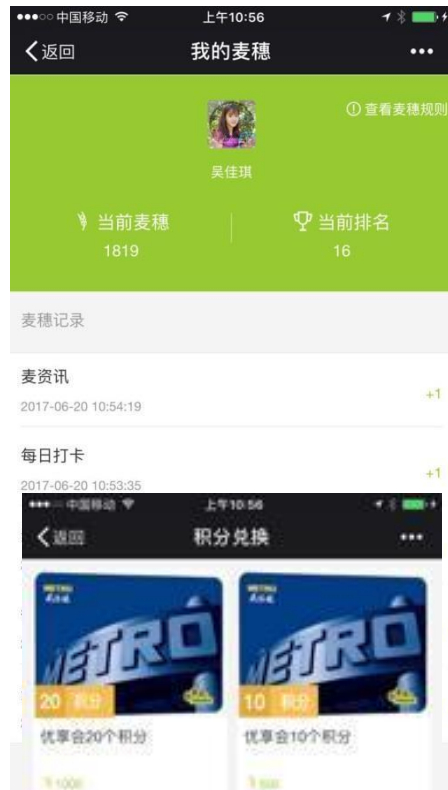 中国移动 上午10:56
返回 我的麦穗
查看麦穗规则
吴佳琪
当前麦穗 当前排名
1819 16
麦穗记录
麦资讯
2017-06-20 10:54:19 +1
每日打卡
2017-06-20 10:53:35 +1
中国移动 上午10:56
返回 积分兑换
METRO METRO
METRO METRO
20 积分 10 积分
优享会20个积分 优享会10个积分